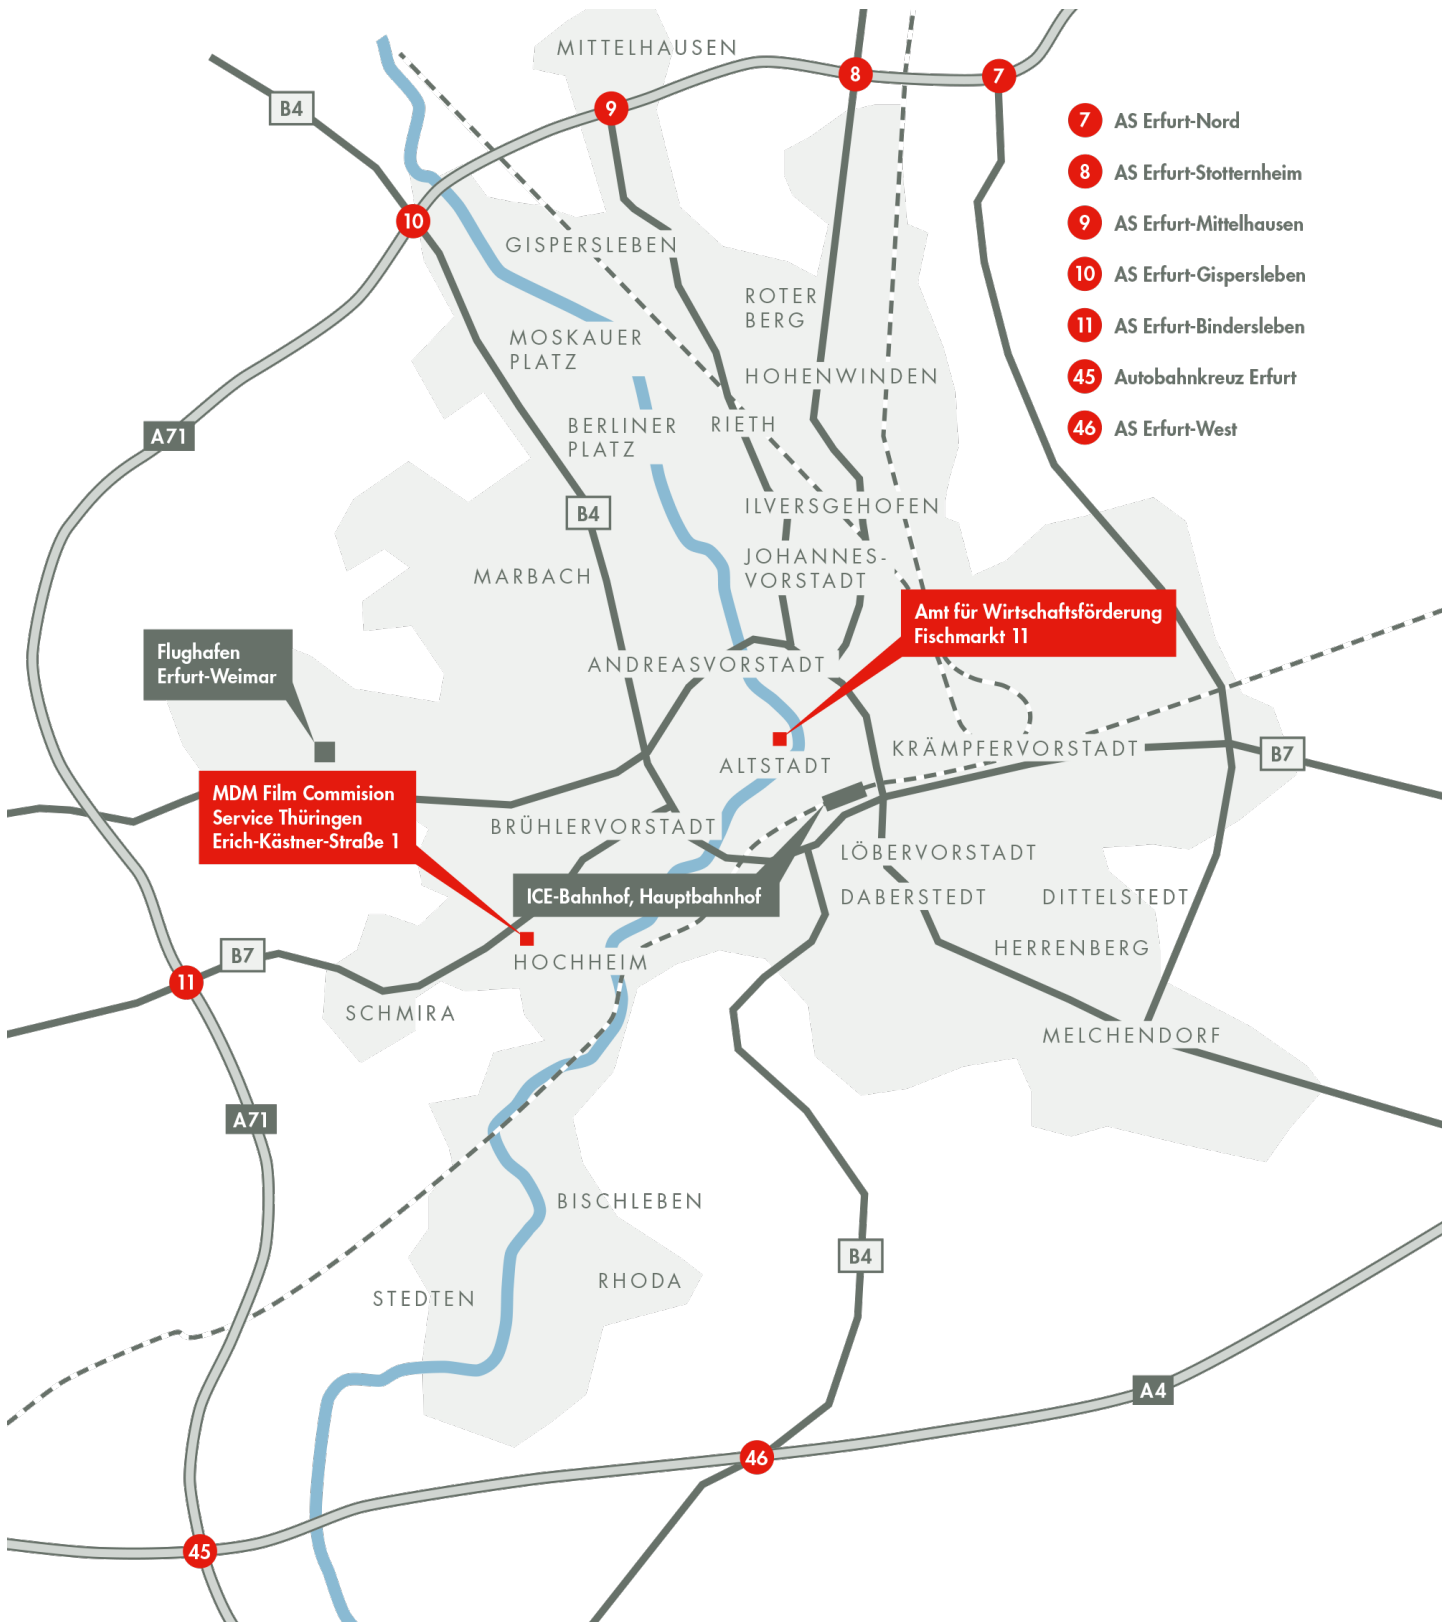 MITTELHAUSEN
8
7
B4
9
7 AS Erfurt-Nord
8 AS Erfurt-Stotternheim
9 AS Erfurt-Mittelhausen
10 AS Erfurt-Gispersleben
11 AS Erfurt-Bindersleben
45 Autobahnkreuz Erfurt
46 AS Erfurt-West
10
GISPERSLEBEN
ROTER
BERG
MOSKAUER
PLATZ
HOHENWINDEN
A71
BERLINER
PLATZ
RIETH
B4
ILVERSGEHOFEN
JOHANNES-
VORSTADT
MARBACH
Amt für Wirtschaftsförderung
Fischmarkt 11
Flughafen
Erfurt-Weimar
ANDREASVORSTADT
KRÄMPFERVORSTADT
B7
ALTSTADT
MDM Film Commision
Service Thüringen
Erich-Kästner-Straße 1
BRÜHLERVORSTADT
LÖBERVORSTADT
ICE-Bahnhof, Hauptbahnhof
DABERSTEDT
DITTELSTEDT
HERRENBERG
B7
HOCHHEIM
11
SCHMIRA
MELCHENDORF
A71
BISCHLEBEN
B4
RHODA
STEDTEN
A4
46
45